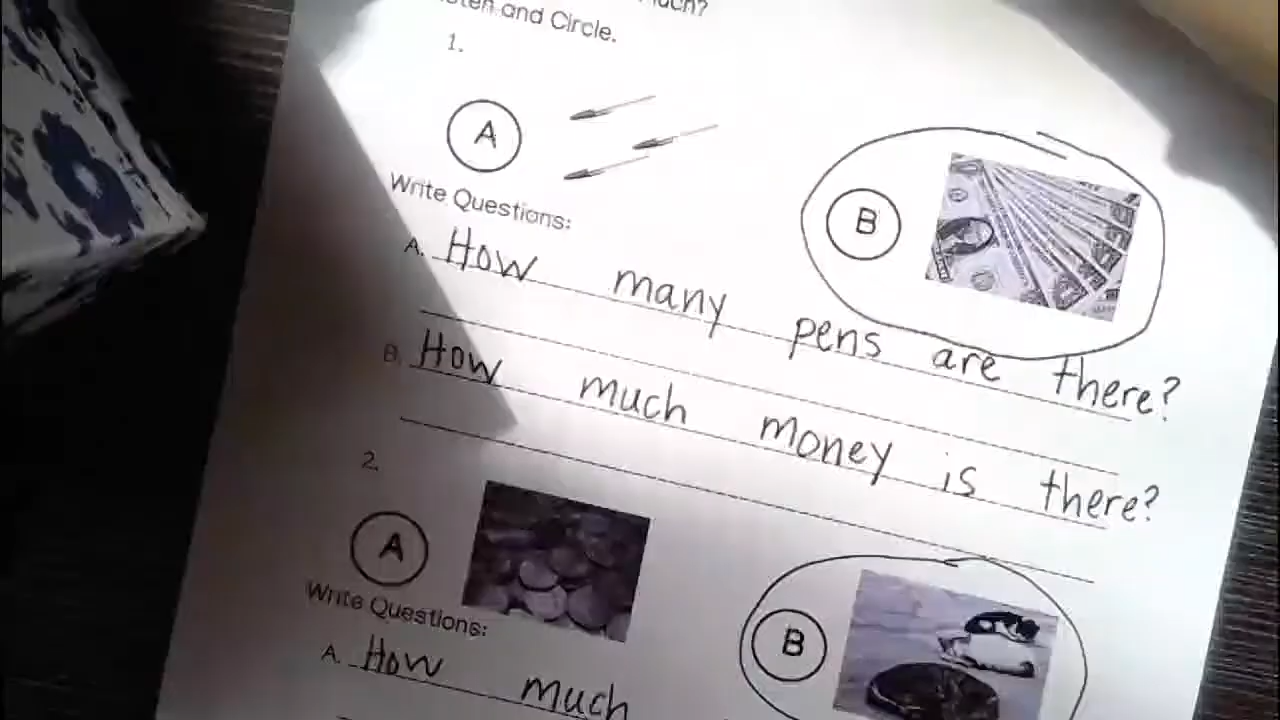 and Circle.
1.
A
B
Write Questions:
A. How many pens are there?
B. How much money is there?
2.
A
B
Write Questions:
A. How much